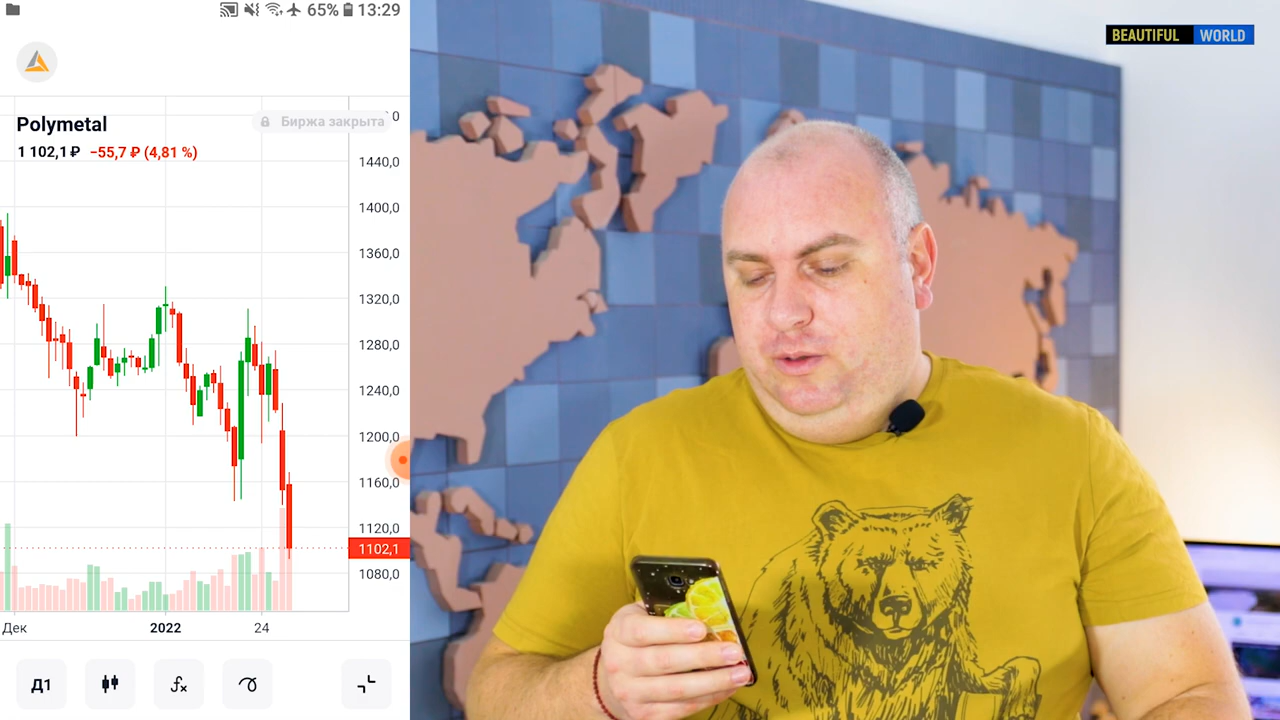 65% 13:29
Polymetal
Биржа закрыта
1 102,1 ₽ −55,7 ₽ (4,81 %)
0
1440,0
1400,0
1360,0
1320,0
1280,0
1240,0
1200,0
1160,0
1120,0
1102,1
1080,0
Дек 2022 24
Д1
fx
BEAUTIFUL WORLD